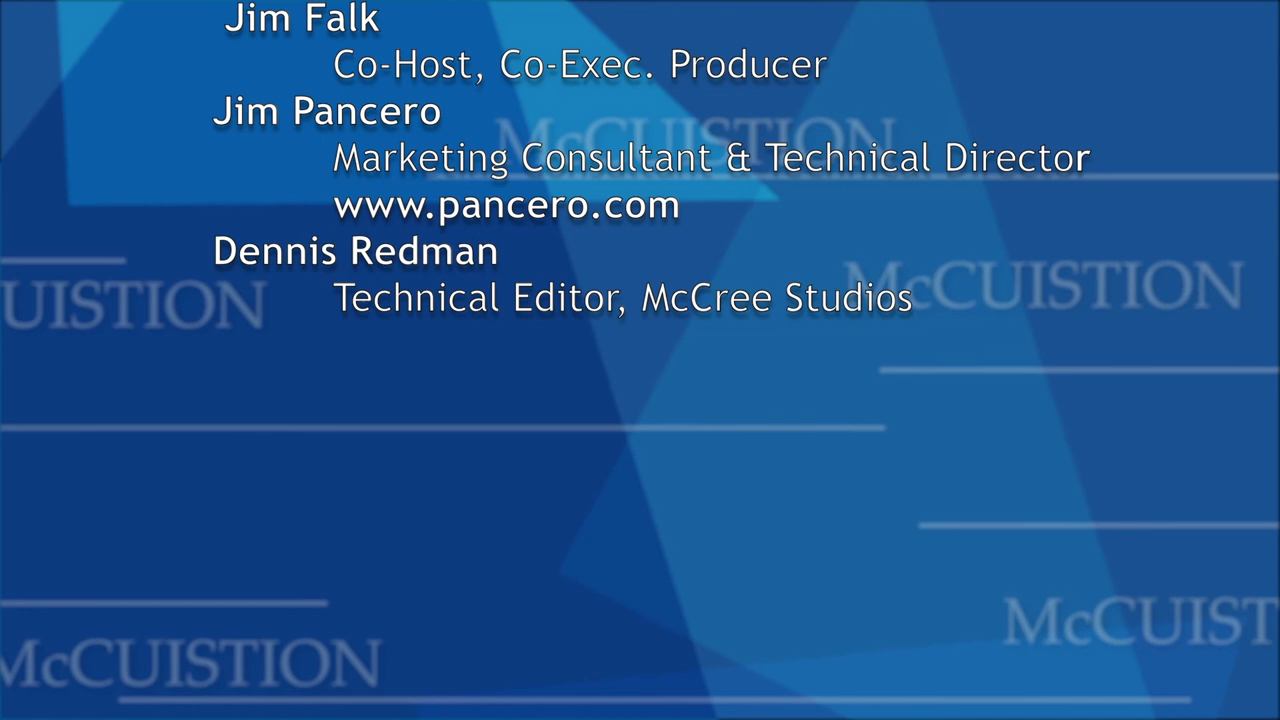 Jim Falk
Co-Host, Co-Exec. Producer
Jim Pancero
McCUISTION
Marketing Consultant & Technical Director
www.pancero.com
Dennis Redman
McCUISTION
UISTION
Technical Editor, McCree Studios
McCUIST
McCUISTION